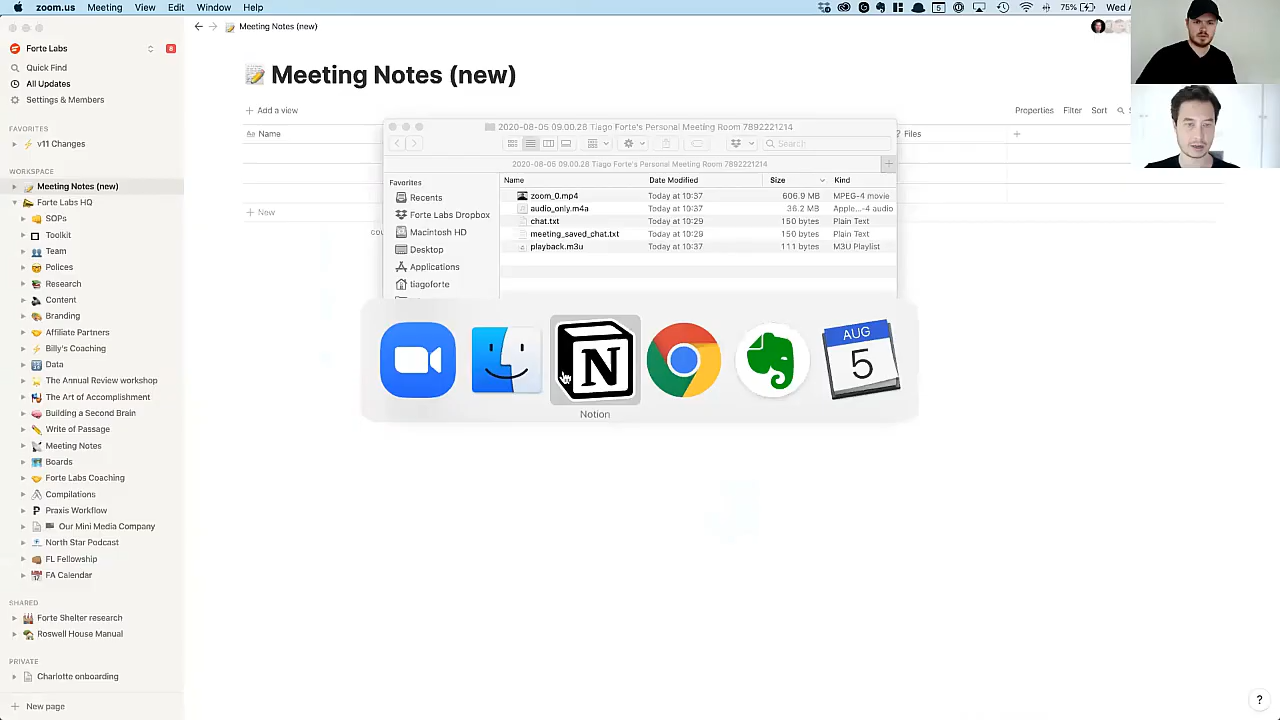 zoom.us Meeting View Edit Window Help
5
75%
Wed
Forte Labs
8
Quick Find
All Updates
Settings & Members
FAVORITES
v11 Changes
WORKSPACE
Meeting Notes (new)
Forte Labs HQ
SOPs
Toolkit
Team
Polices
Research
Content
Branding
Affiliate Partners
Billy's Coaching
Data
The Annual Review workshop
The Art of Accomplishment
Building a Second Brain
Write of Passage
Meeting Notes
Boards
Forte Labs Coaching
Compilations
Praxis Workflow
Our Mini Media Company
North Star Podcast
FL Fellowship
FA Calendar
SHARED
Forte Shelter research
Roswell House Manual
PRIVATE
Charlotte onboarding
New page
Meeting Notes (new)
Meeting Notes (new)
Add a view
Properties Filter Sort
Name
Files
New
2020-08-05 09.00.28 Tiago Forte's Personal Meeting Room 7892221214
Search
2020-08-05 09.00.28 Tiago Forte's Personal Meeting Room 7892221214
Favorites
Recents
Forte Labs Dropbox
Macintosh HD
Desktop
Applications
tiagoforte
Name Date Modified Size Kind
zoom_0.mp4 Today at 10:37 606.9 MB MPEG-4 movie
audio_only.m4a Today at 10:37 36.2 MB Apple...-4 audio
chat.txt Today at 10:29 150 bytes Plain Text
meeting_saved_chat.txt Today at 10:29 150 bytes Plain Text
playback.m3u Today at 10:37 111 bytes M3U Playlist
N
AUG
5
Notion
?